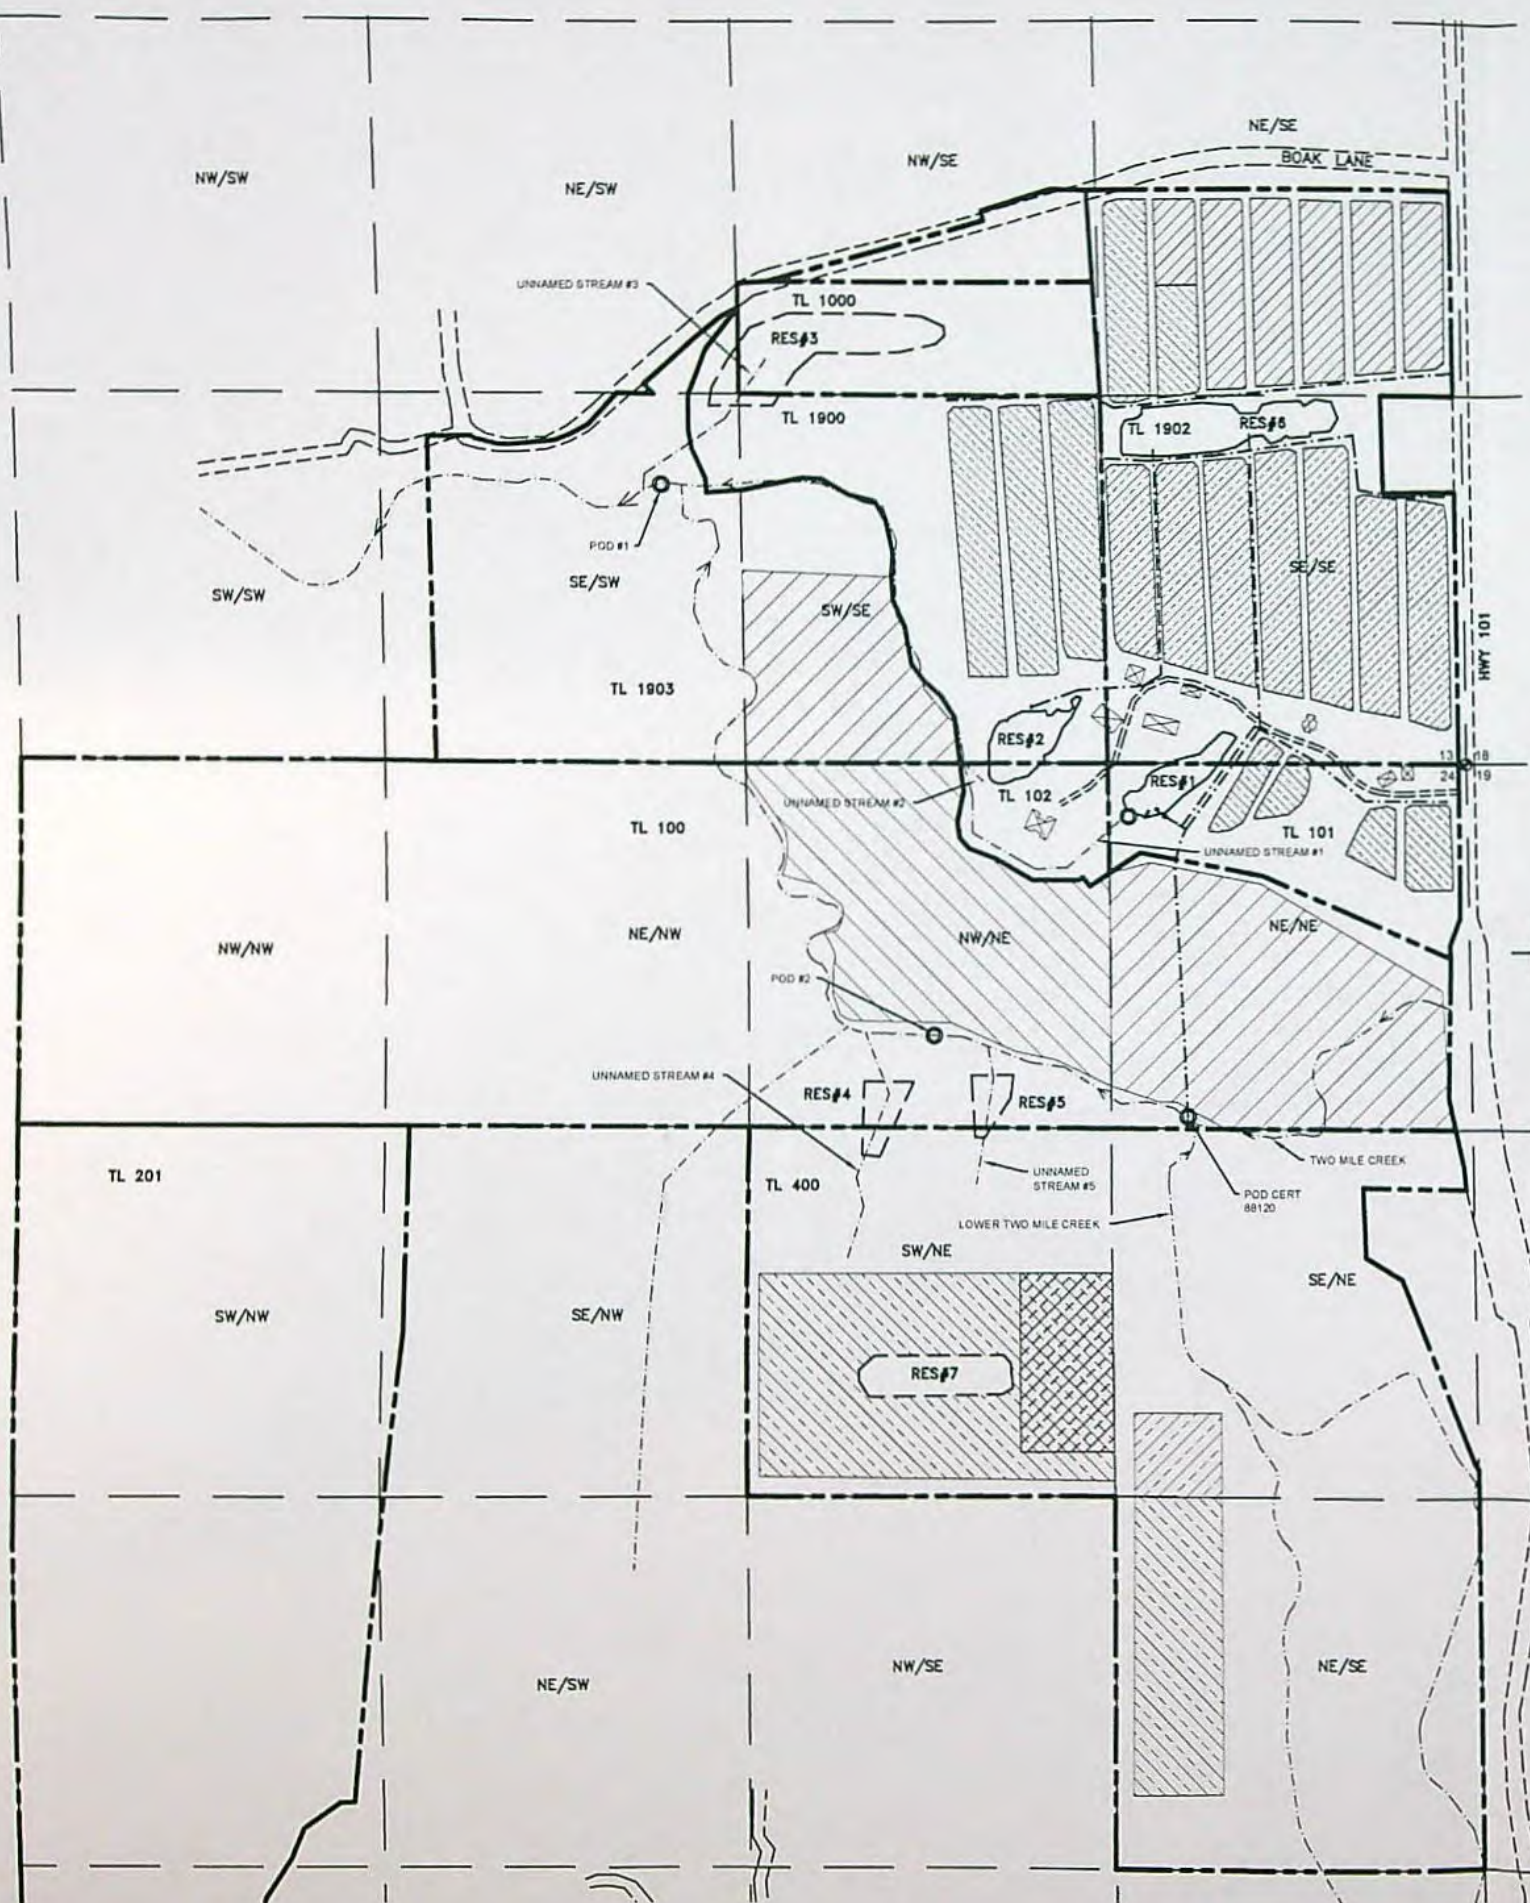 NE/SE
BOAK LANE
NW/SE
NW/SW
NE/SW
UNNAMED STREAM #3
TL 1000
RES#3
TL 1900
TL 1902
RES#6
POD #1
SE/SW
SW/SW
SW/SE
SE/SE
HWY 101
TL 1903
RES#2
RES#1
13 18
24 19
UNNAMED STREAM #2
TL 102
TL 100
TL 101
UNNAMED STREAM #1
NW/NW
NE/NW
NW/NE
NE/NE
POD #2
UNNAMED STREAM #4
RES#4
RES#5
TL 201
TL 400
UNNAMED
STREAM #5
TWO MILE CREEK
POD CERT
88120
LOWER TWO MILE CREEK
SW/NE
SE/NE
SW/NW
SE/NW
RES#7
NE/SW
NW/SE
NE/SE